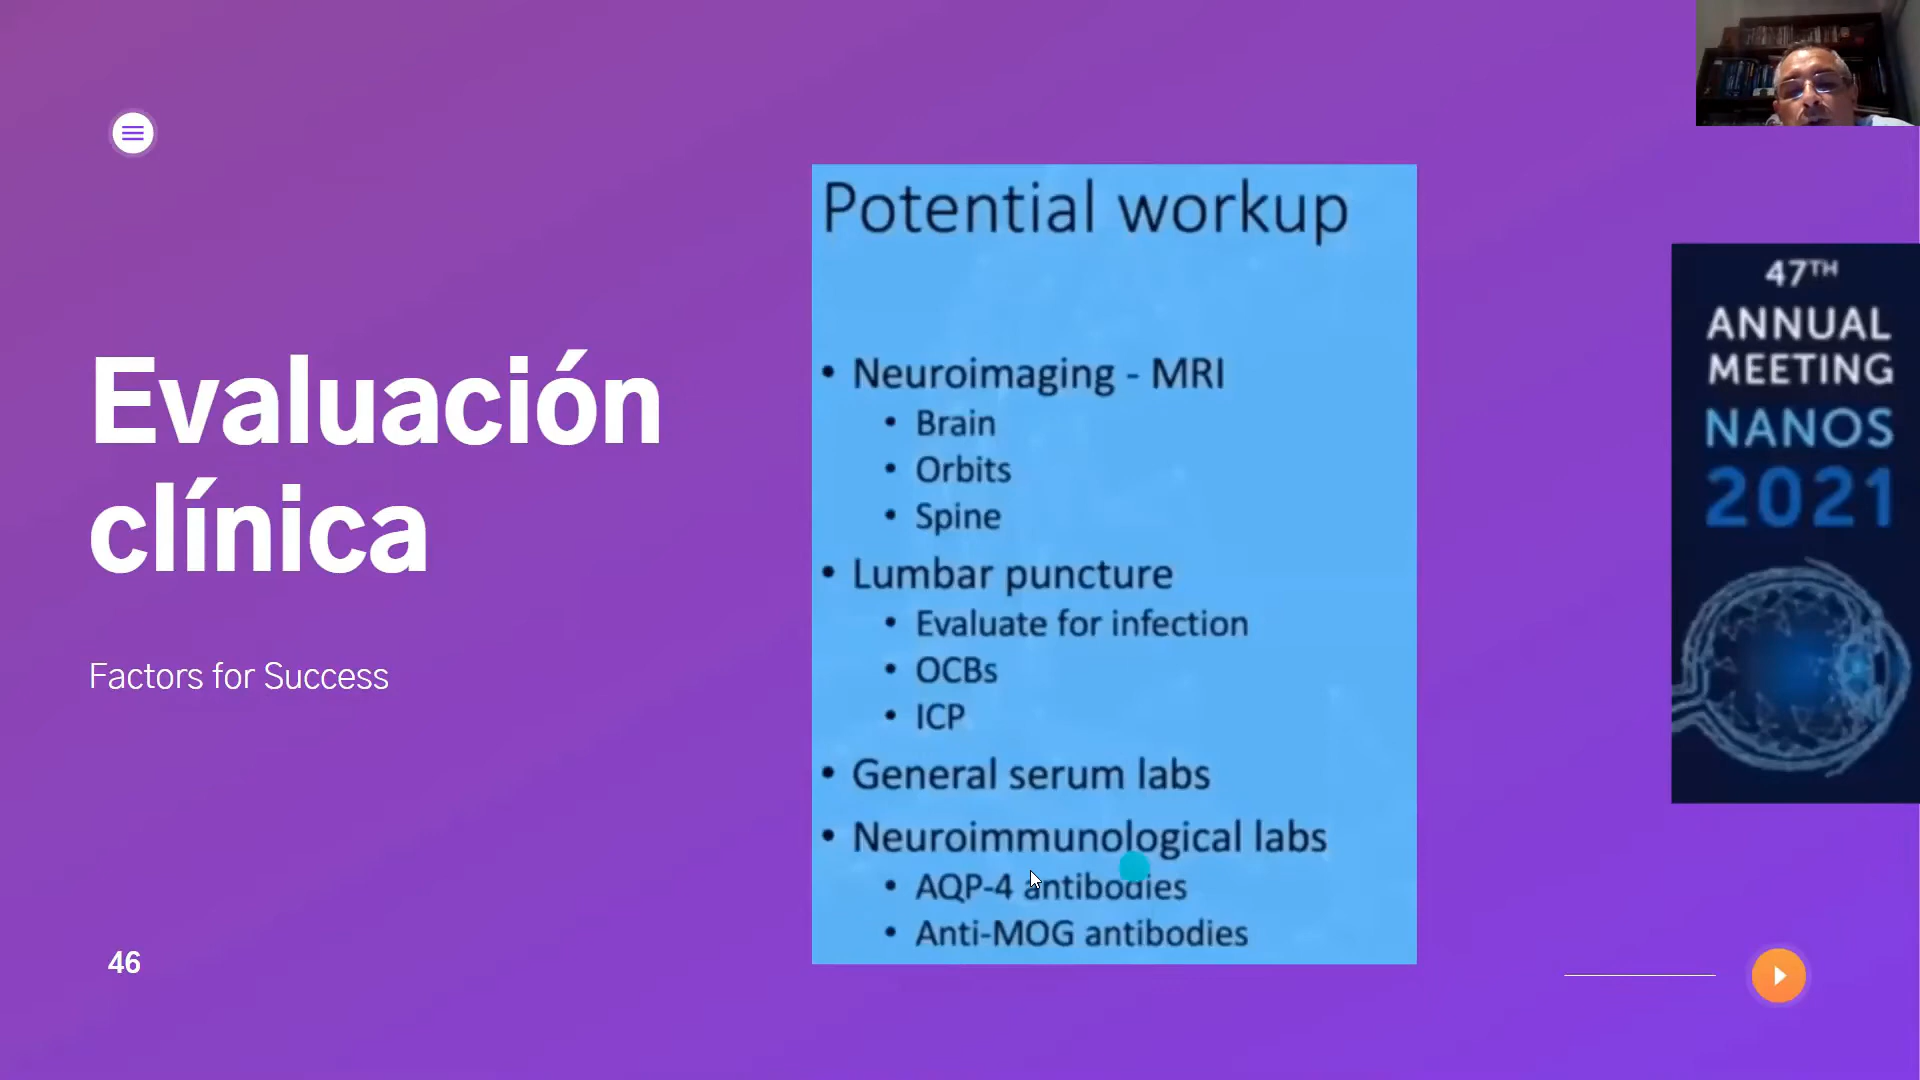 Evaluación
clínica
Factors for Success
46
Potential workup
• Neuroimaging - MRI
• Brain
• Orbits
• Spine
• Lumbar puncture
• Evaluate for infection
• OCBs
• ICP
• General serum labs
• Neuroimmunological labs
• AQP-4 antibodies
• Anti-MOG antibodies
47TH
ANNUAL
MEETING
NANOS
2021